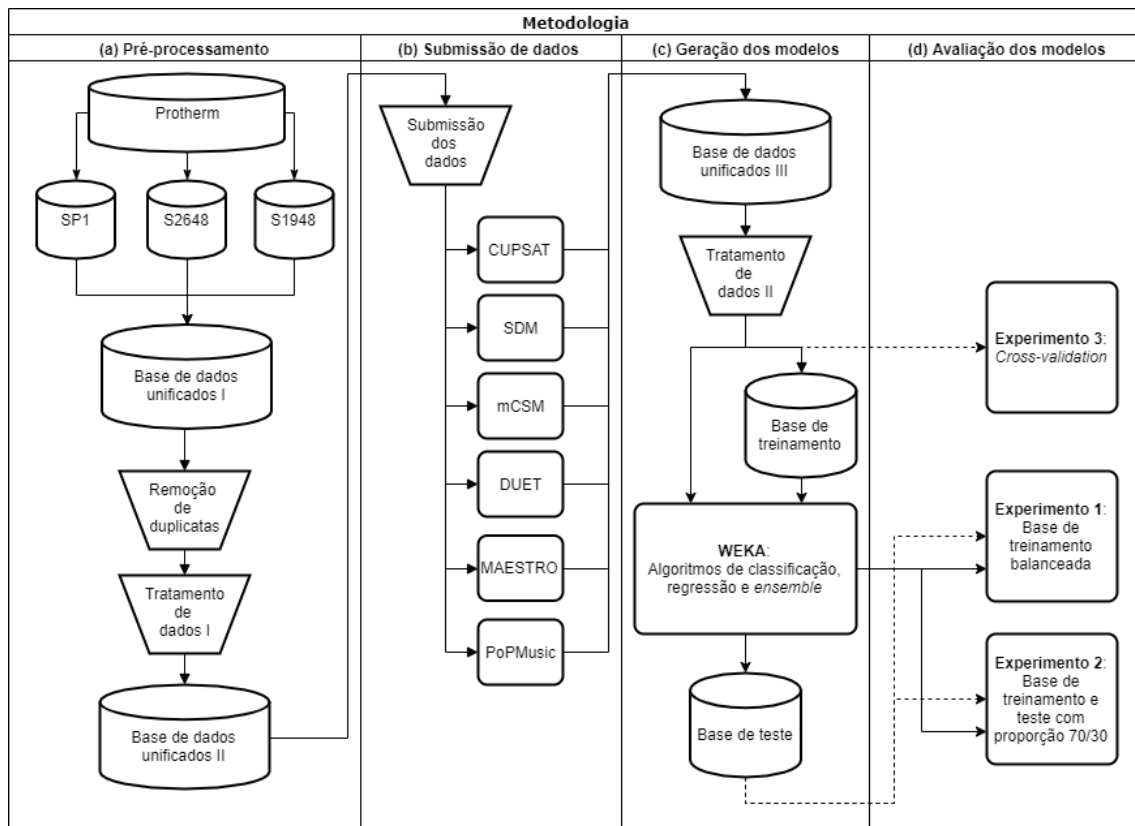 Metodologia
(a) Pré-processamento
(b) Submissão de dados
(c) Geração dos modelos
(d) Avaliação dos modelos
Protherm
SP1
S2648
S1948
Base de dados
unificados I
Remoção
de
duplicatas
Tratamento
de
dados I
Base de dados
unificados II
Submissão
dos
dados
CUPSAT
SDM
mCSM
DUET
MAESTRO
PoPMusic
Base de dados
unificados III
Tratamento
de
dados II
Base de
treinamento
WEKA:
Algoritmos de classificação,
regressão e ensemble
Base de teste
Experimento 3:
Cross-validation
Experimento 1:
Base de
treinamento
balanceada
Experimento 2:
Base de
treinamento e
teste com
proporção 70/30